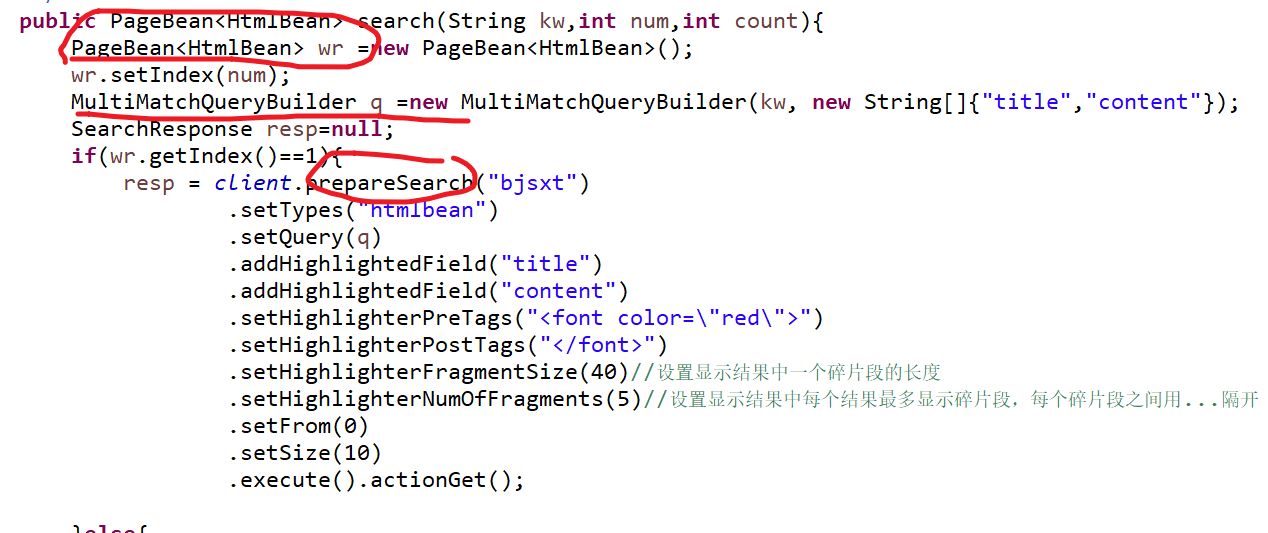 public PageBean<HtmlBean> search(String kw,int num,int count){
PageBean<HtmlBean> wr =new PageBean<HtmlBean>();
wr.setIndex(num);
MultiMatchQueryBuilder q =new MultiMatchQueryBuilder(kw, new String[]{"title","content"});
SearchResponse resp=null;
if(wr.getIndex()==1){
resp = client.prepareSearch("bjsxt")
.setTypes("htmlbean")
.setQuery(q)
.addHighlightedField("title")
.addHighlightedField("content")
.setHighlighterPreTags("<font color=\"red\">")
.setHighlighterPostTags("</font>")
.setHighlighterFragmentSize(40)//设置显示结果中一个碎片段的长度
.setHighlighterNumOfFragments(5)//设置显示结果中每个结果最多显示碎片段，每个碎片段之间用...隔开
.setFrom(0)
.setSize(10)
.execute().actionGet();
}else{